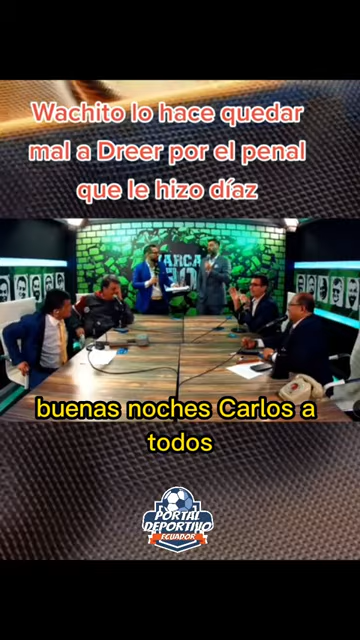 Wachito lo hace quedar
mal a Dreer por el penal
que le hizo díaz
MARCA
buenas noches Carlos a
todos
PORTAL
DEPORTIVO
ECUADOR